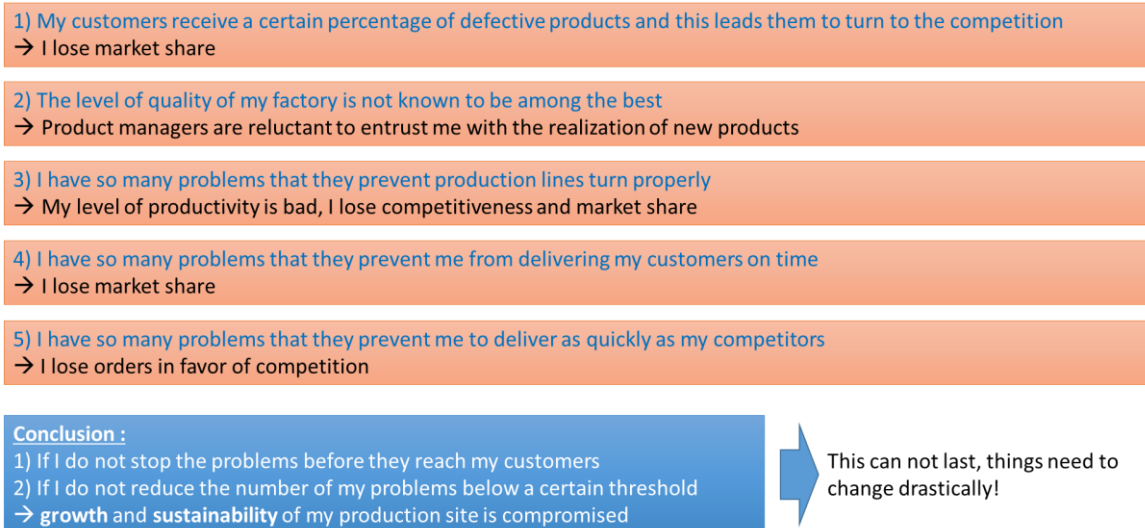 1) My customers receive a certain percentage of defective products and this leads them to turn to the competition
→ I lose market share
2) The level of quality of my factory is not known to be among the best
→ Product managers are reluctant to entrust me with the realization of new products
3) I have so many problems that they prevent production lines turn properly
→ My level of productivity is bad, I lose competitiveness and market share
4) I have so many problems that they prevent me from delivering my customers on time
→ I lose market share
5) I have so many problems that they prevent me to deliver as quickly as my competitors
→ I lose orders in favor of competition
Conclusion :
1) If I do not stop the problems before they reach my customers
2) If I do not reduce the number of my problems below a certain threshold
→ growth and sustainability of my production site is compromised
This can not last, things need to
change drastically!